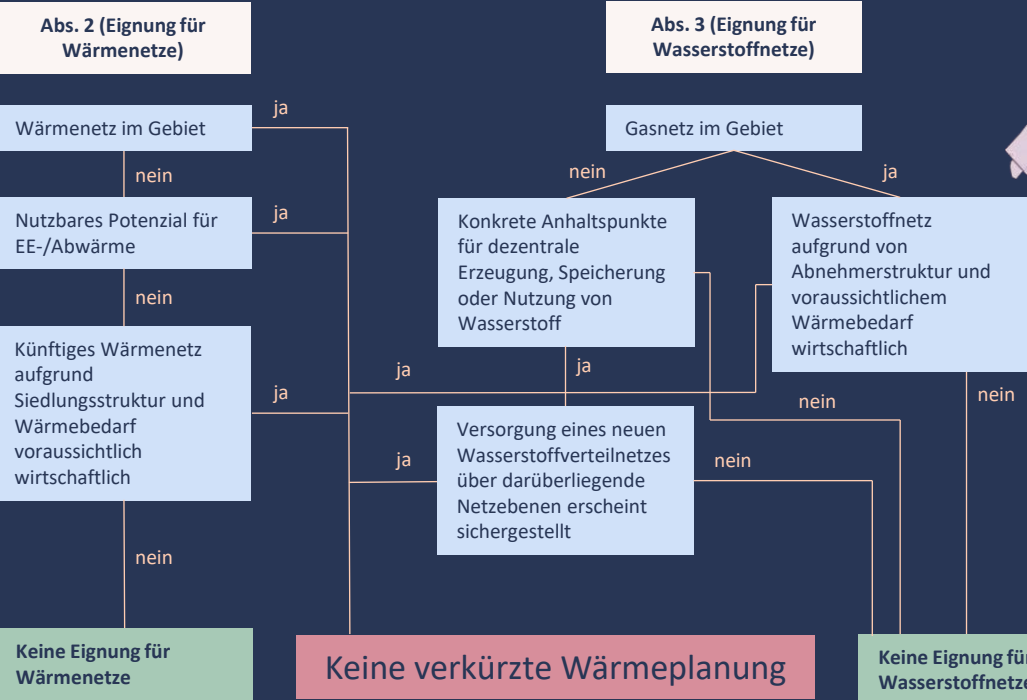 Abs. 2 (Eignung für
Wärmenetze)
Wärmenetz im Gebiet
ja
nein
Nutzbares Potenzial für
EE-/Abwärme
ja
nein
Künftiges Wärmenetz
aufgrund
Siedlungsstruktur und
Wärmebedarf
voraussichtlich
wirtschaftlich
ja
nein
Keine Eignung für
Wärmenetze
Abs. 3 (Eignung für
Wasserstoffnetze)
Gasnetz im Gebiet
nein
ja
Konkrete Anhaltspunkte
für dezentrale
Erzeugung, Speicherung
oder Nutzung von
Wasserstoff
Wasserstoffnetz
aufgrund von
Abnehmerstruktur und
voraussichtlichem
Wärmebedarf
wirtschaftlich
ja
ja
nein
nein
Versorgung eines neuen
Wasserstoffverteilnetzes
über darüberliegende
Netzebenen erscheint
sichergestellt
ja
nein
Keine verkürzte Wärmeplanung
Keine Eignung für
Wasserstoffnetze